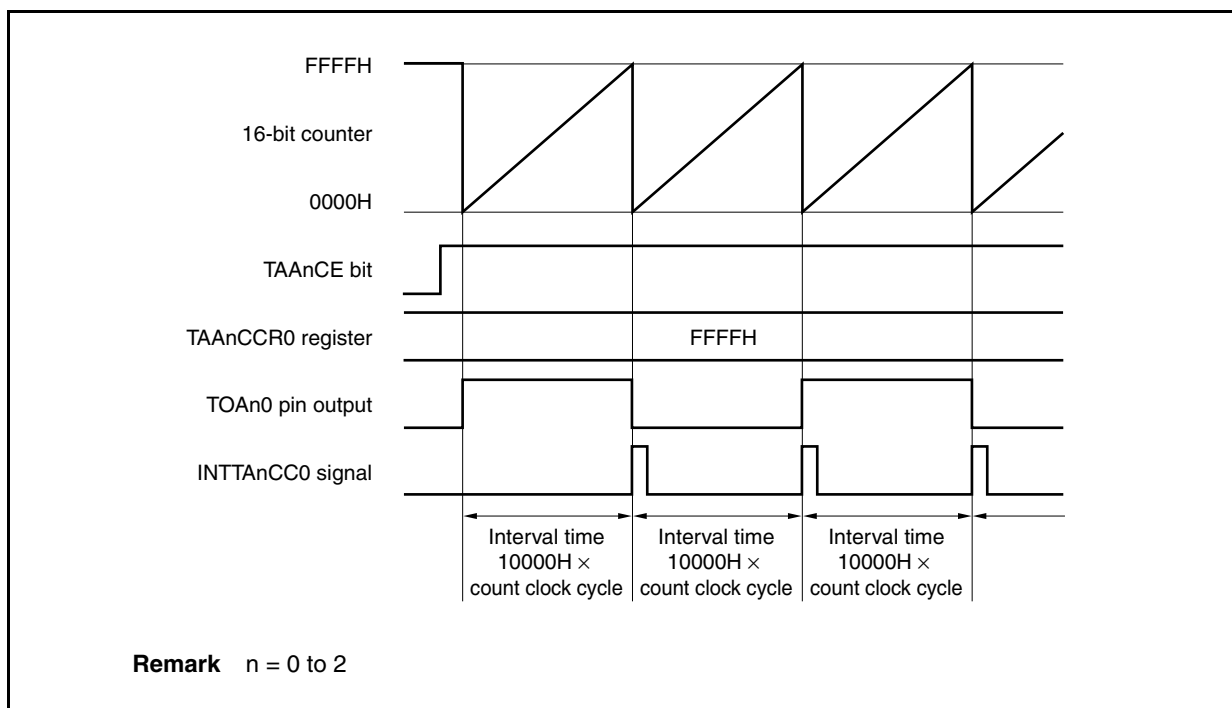 FFFFH
16-bit counter
0000H
TAAnCE bit
TAAnCCR0 register
FFFFH
TOAn0 pin output
INTTAnCC0 signal
Interval time
10000H ×
count clock cycle
Interval time
10000H ×
count clock cycle
Interval time
10000H ×
count clock cycle
Remark n = 0 to 2